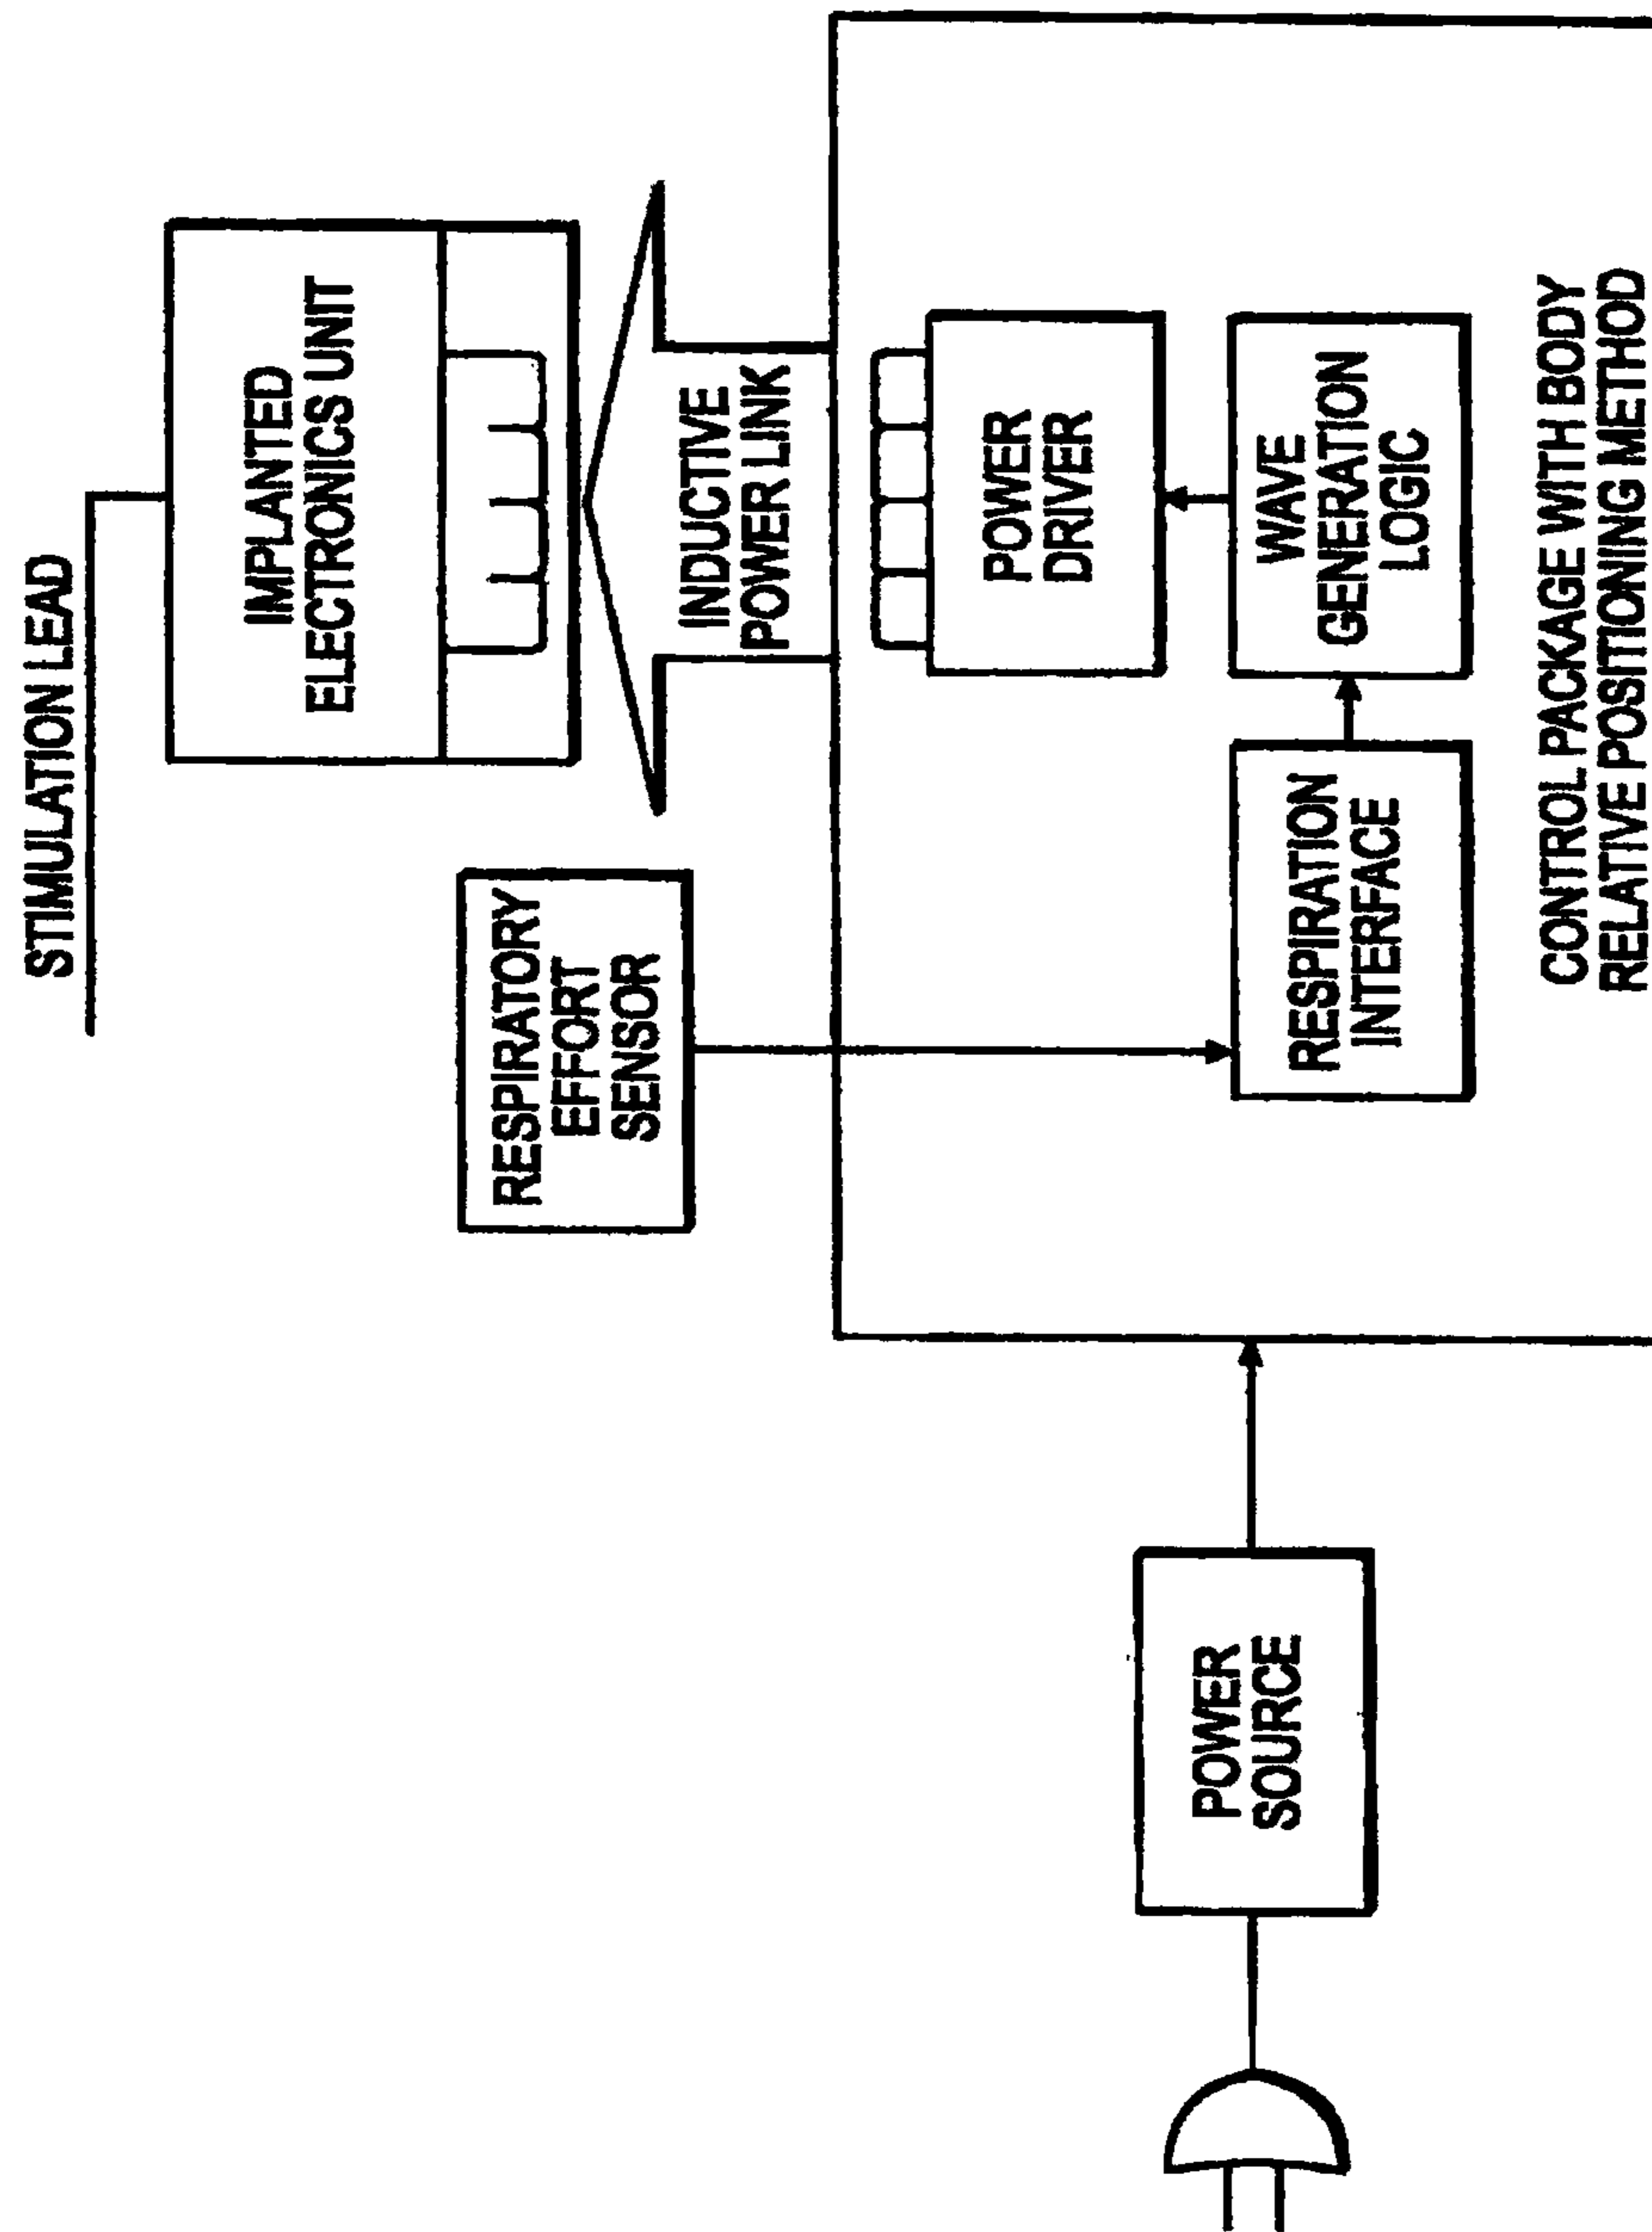 STIMULATION LEAD
IMPLANTED
ELECTRONICS UNIT
RESPIRATORY
EFFORT
SENSOR
INDUCTIVE
POWER LINK
POWER
DRIVER
WAVE
GENERATION
LOGIC
RESPIRATION
INTERFACE
POWER
SOURCE
CONTROL PACKAGE WITH BODY
RELATIVE POSITIONING METHOD